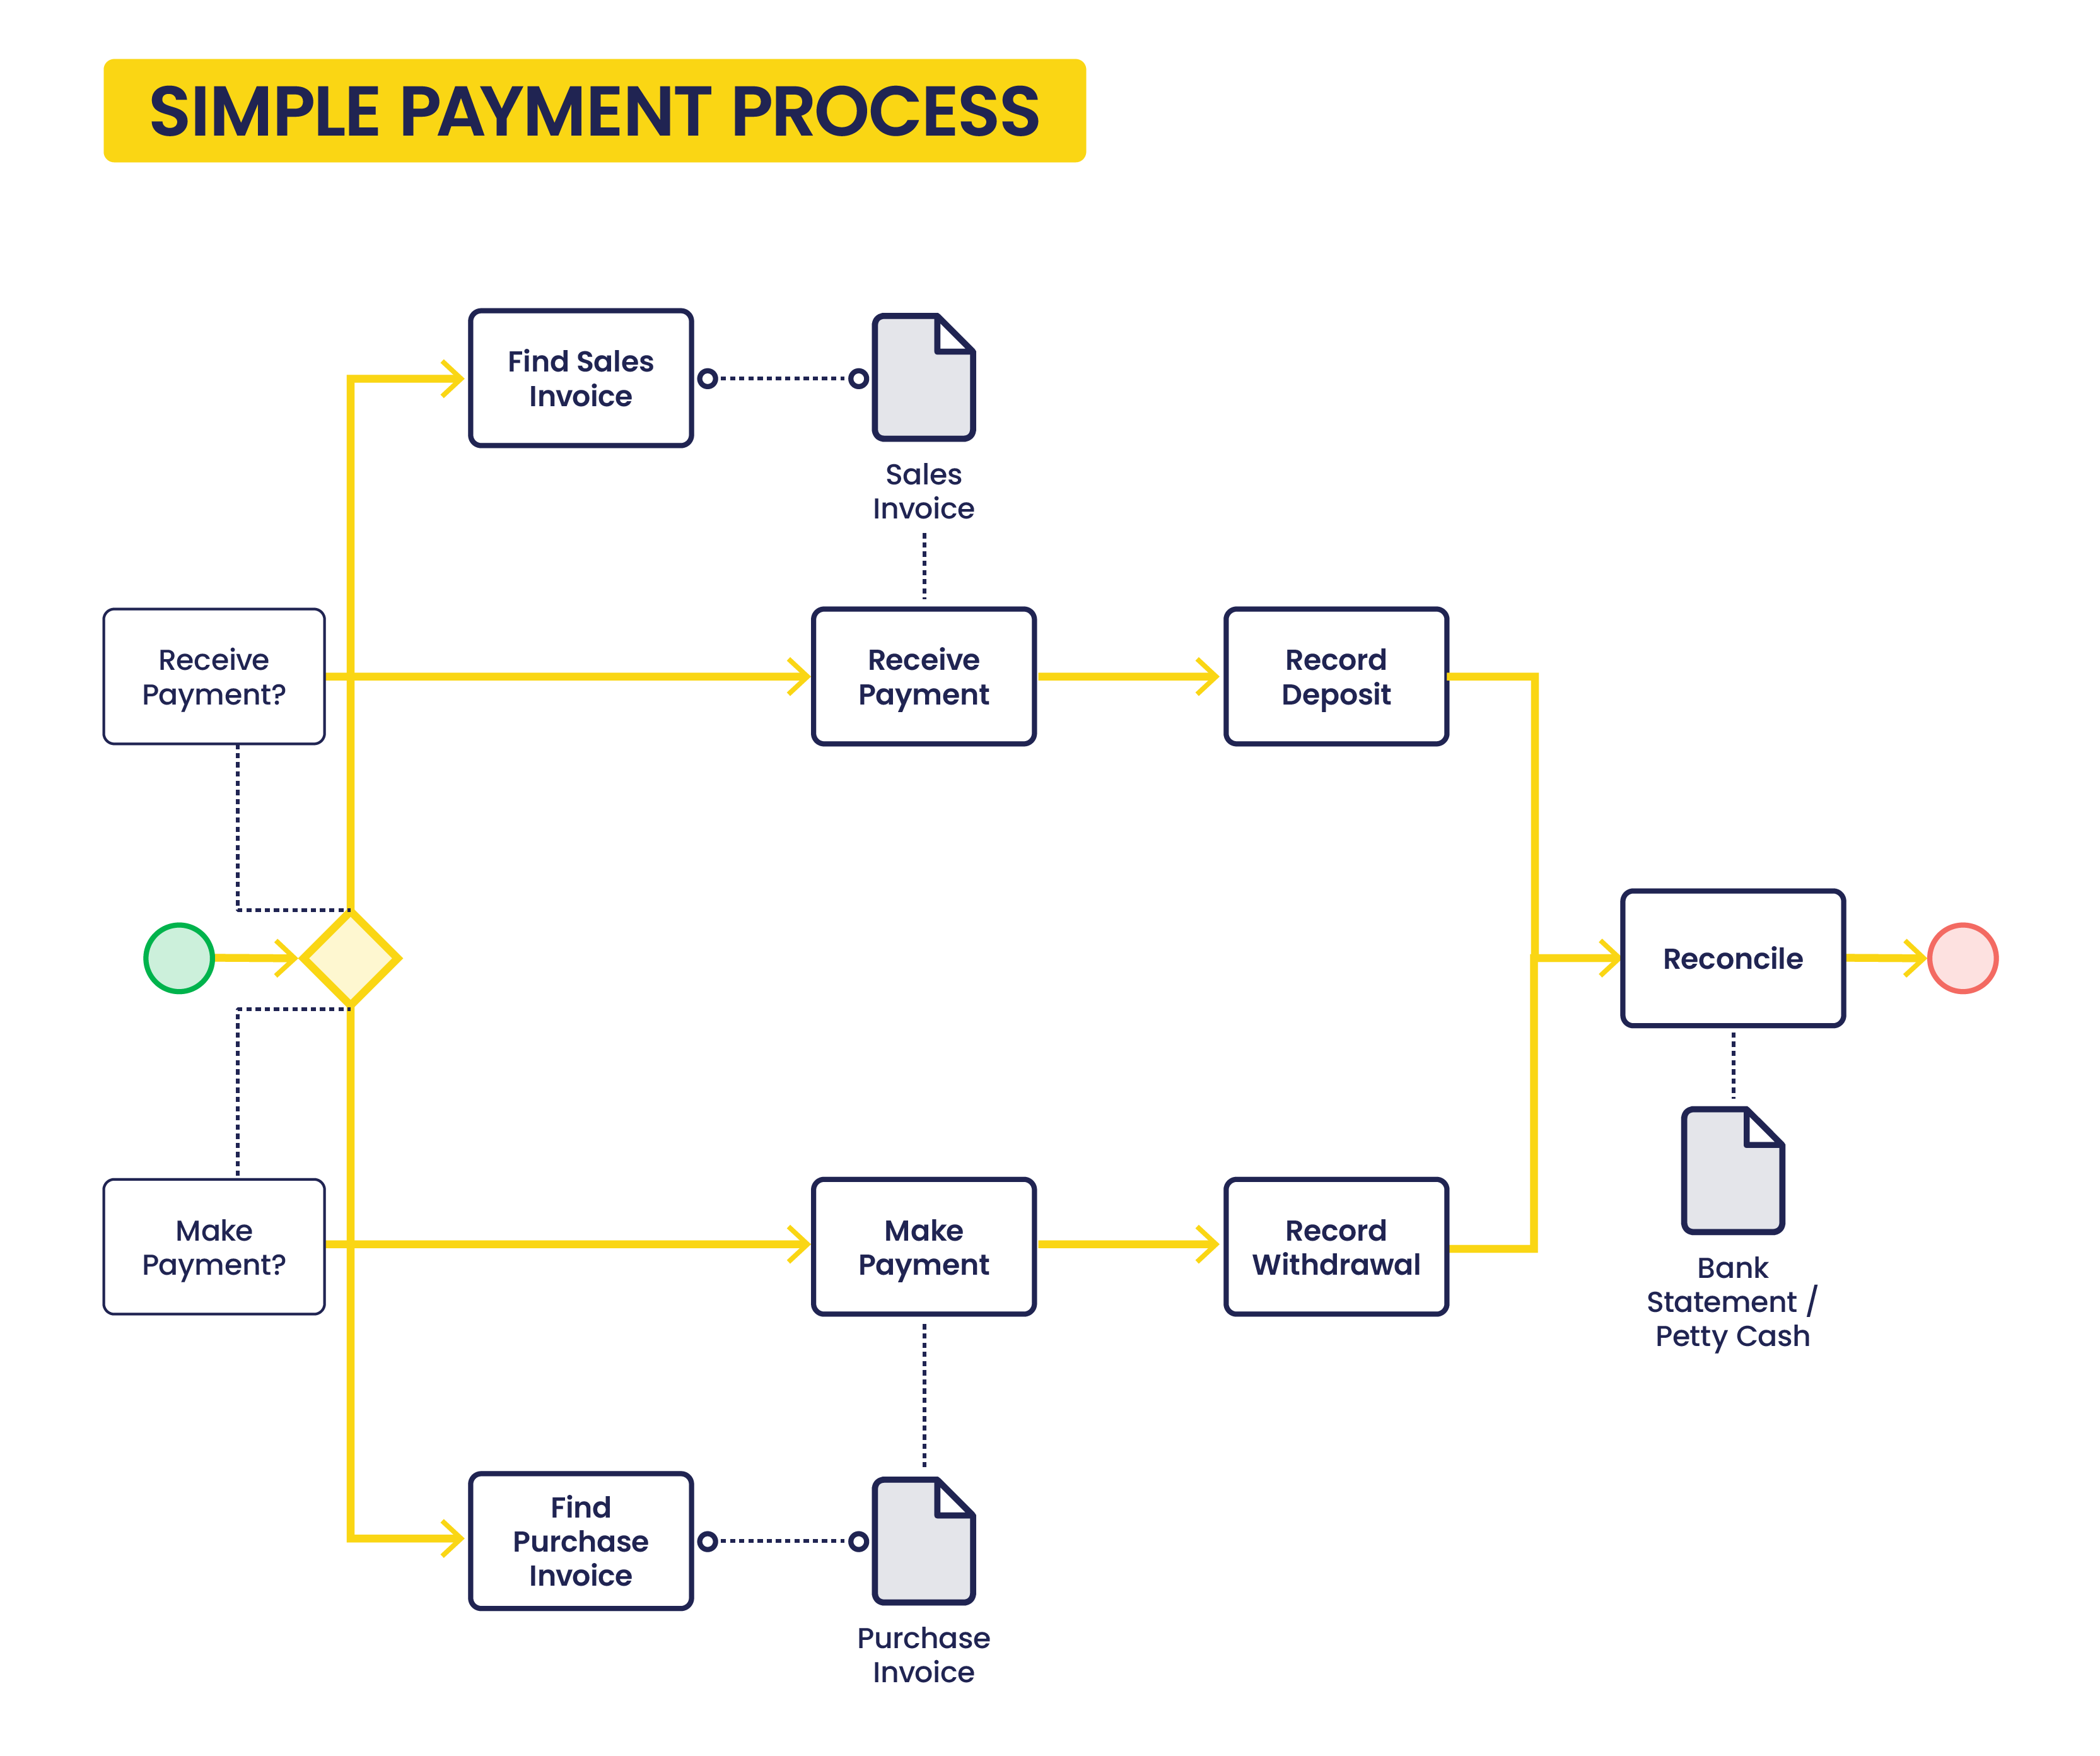 SIMPLE PAYMENT PROCESS
Find Sales
Invoice
Sales
Invoice
Receive
Payment?
Receive
Payment
Record
Deposit
Reconcile
Make
Payment?
Make
Payment
Record
Withdrawal
Bank
Statement /
Petty Cash
Find
Purchase
Invoice
Purchase
Invoice